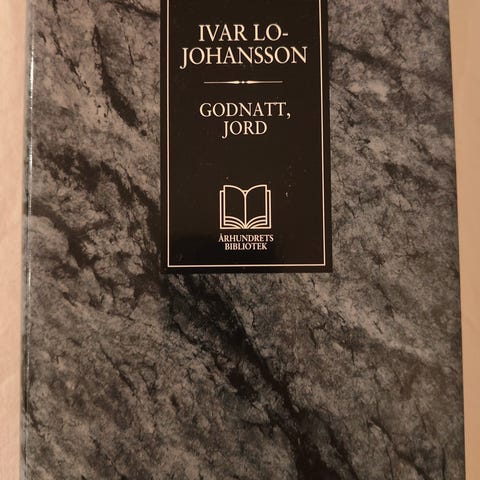 IVAR LO-
JOHANSSON
GODNATT,
JORD
ÅRHUNDRETS
BIBLIOTEK